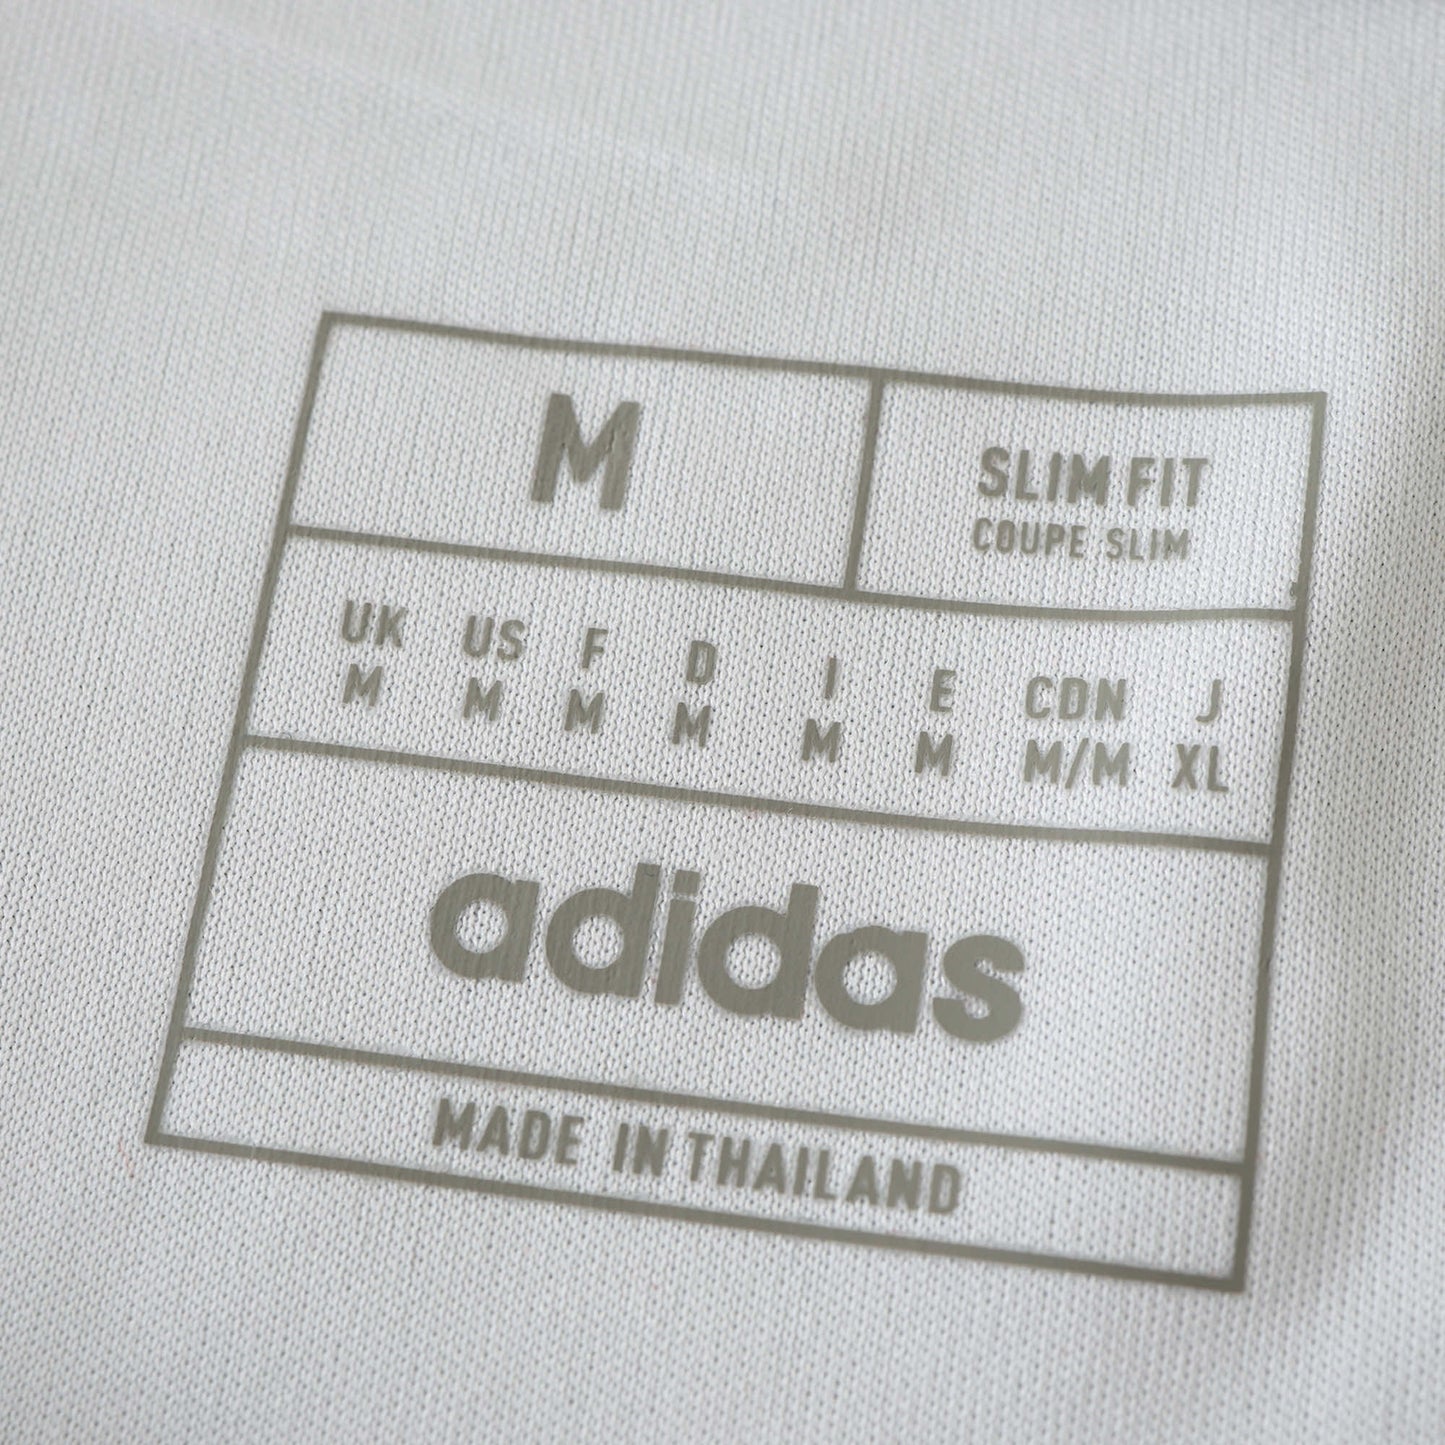 M
SLIM FIT
COUPE SLIM
UK US F D I E CDN J
M M M M M M M/M XL
adidas
MADE IN THAILAND